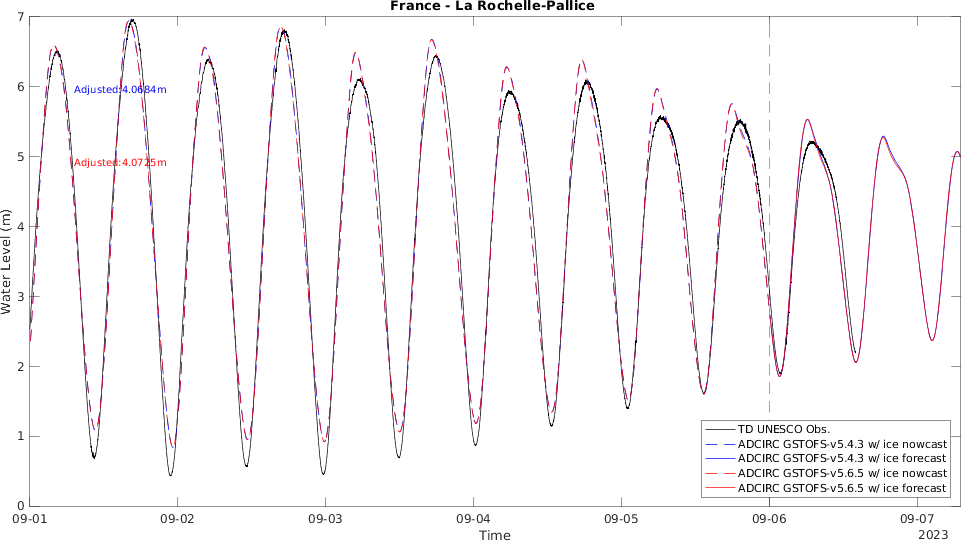 France - La Rochelle-Pallice
7
6
5
4
3
2
1
0
Water Level (m)
Adjusted:4.0684m
Adjusted:4.0725m
TD UNESCO Obs.
ADCIRC GSTOFS-v5.4.3 w/ ice nowcast
ADCIRC GSTOFS-v5.4.3 w/ ice forecast
ADCIRC GSTOFS-v5.6.5 w/ ice nowcast
ADCIRC GSTOFS-v5.6.5 w/ ice forecast
09-01 09-02 09-03 09-04 09-05 09-06 09-07
Time
2023